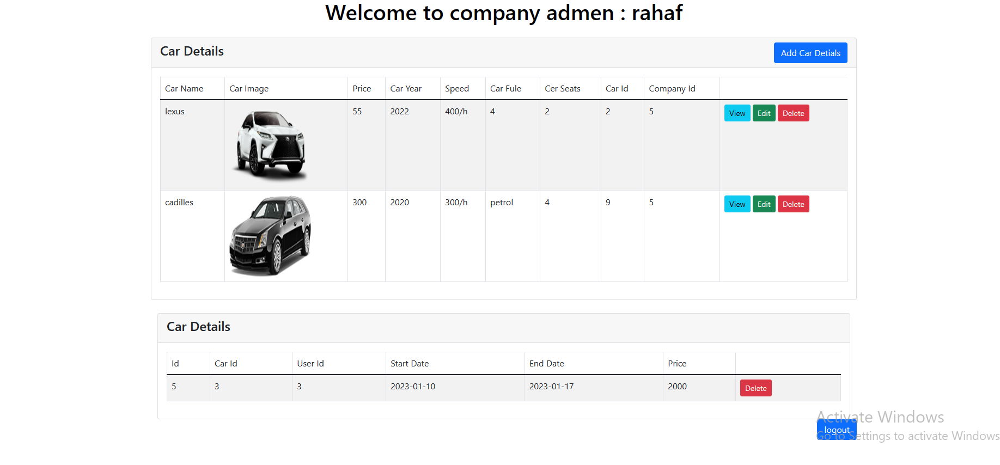 Welcome to company admen : rahaf
Car Details
Add Car Detials
Car Name Car Image Price Car Year Speed Car Fule Cer Seats Car Id Company Id
lexus 55 2022 400/h 4 2 2 5 View Edit Delete
cadilles 300 2020 300/h petrol 4 9 5 View Edit Delete
Car Details
Id Car Id User Id Start Date End Date Price
5 3 3 2023-01-10 2023-01-17 2000 Delete
Activate Windows
logout
Go to Settings to activate Windows